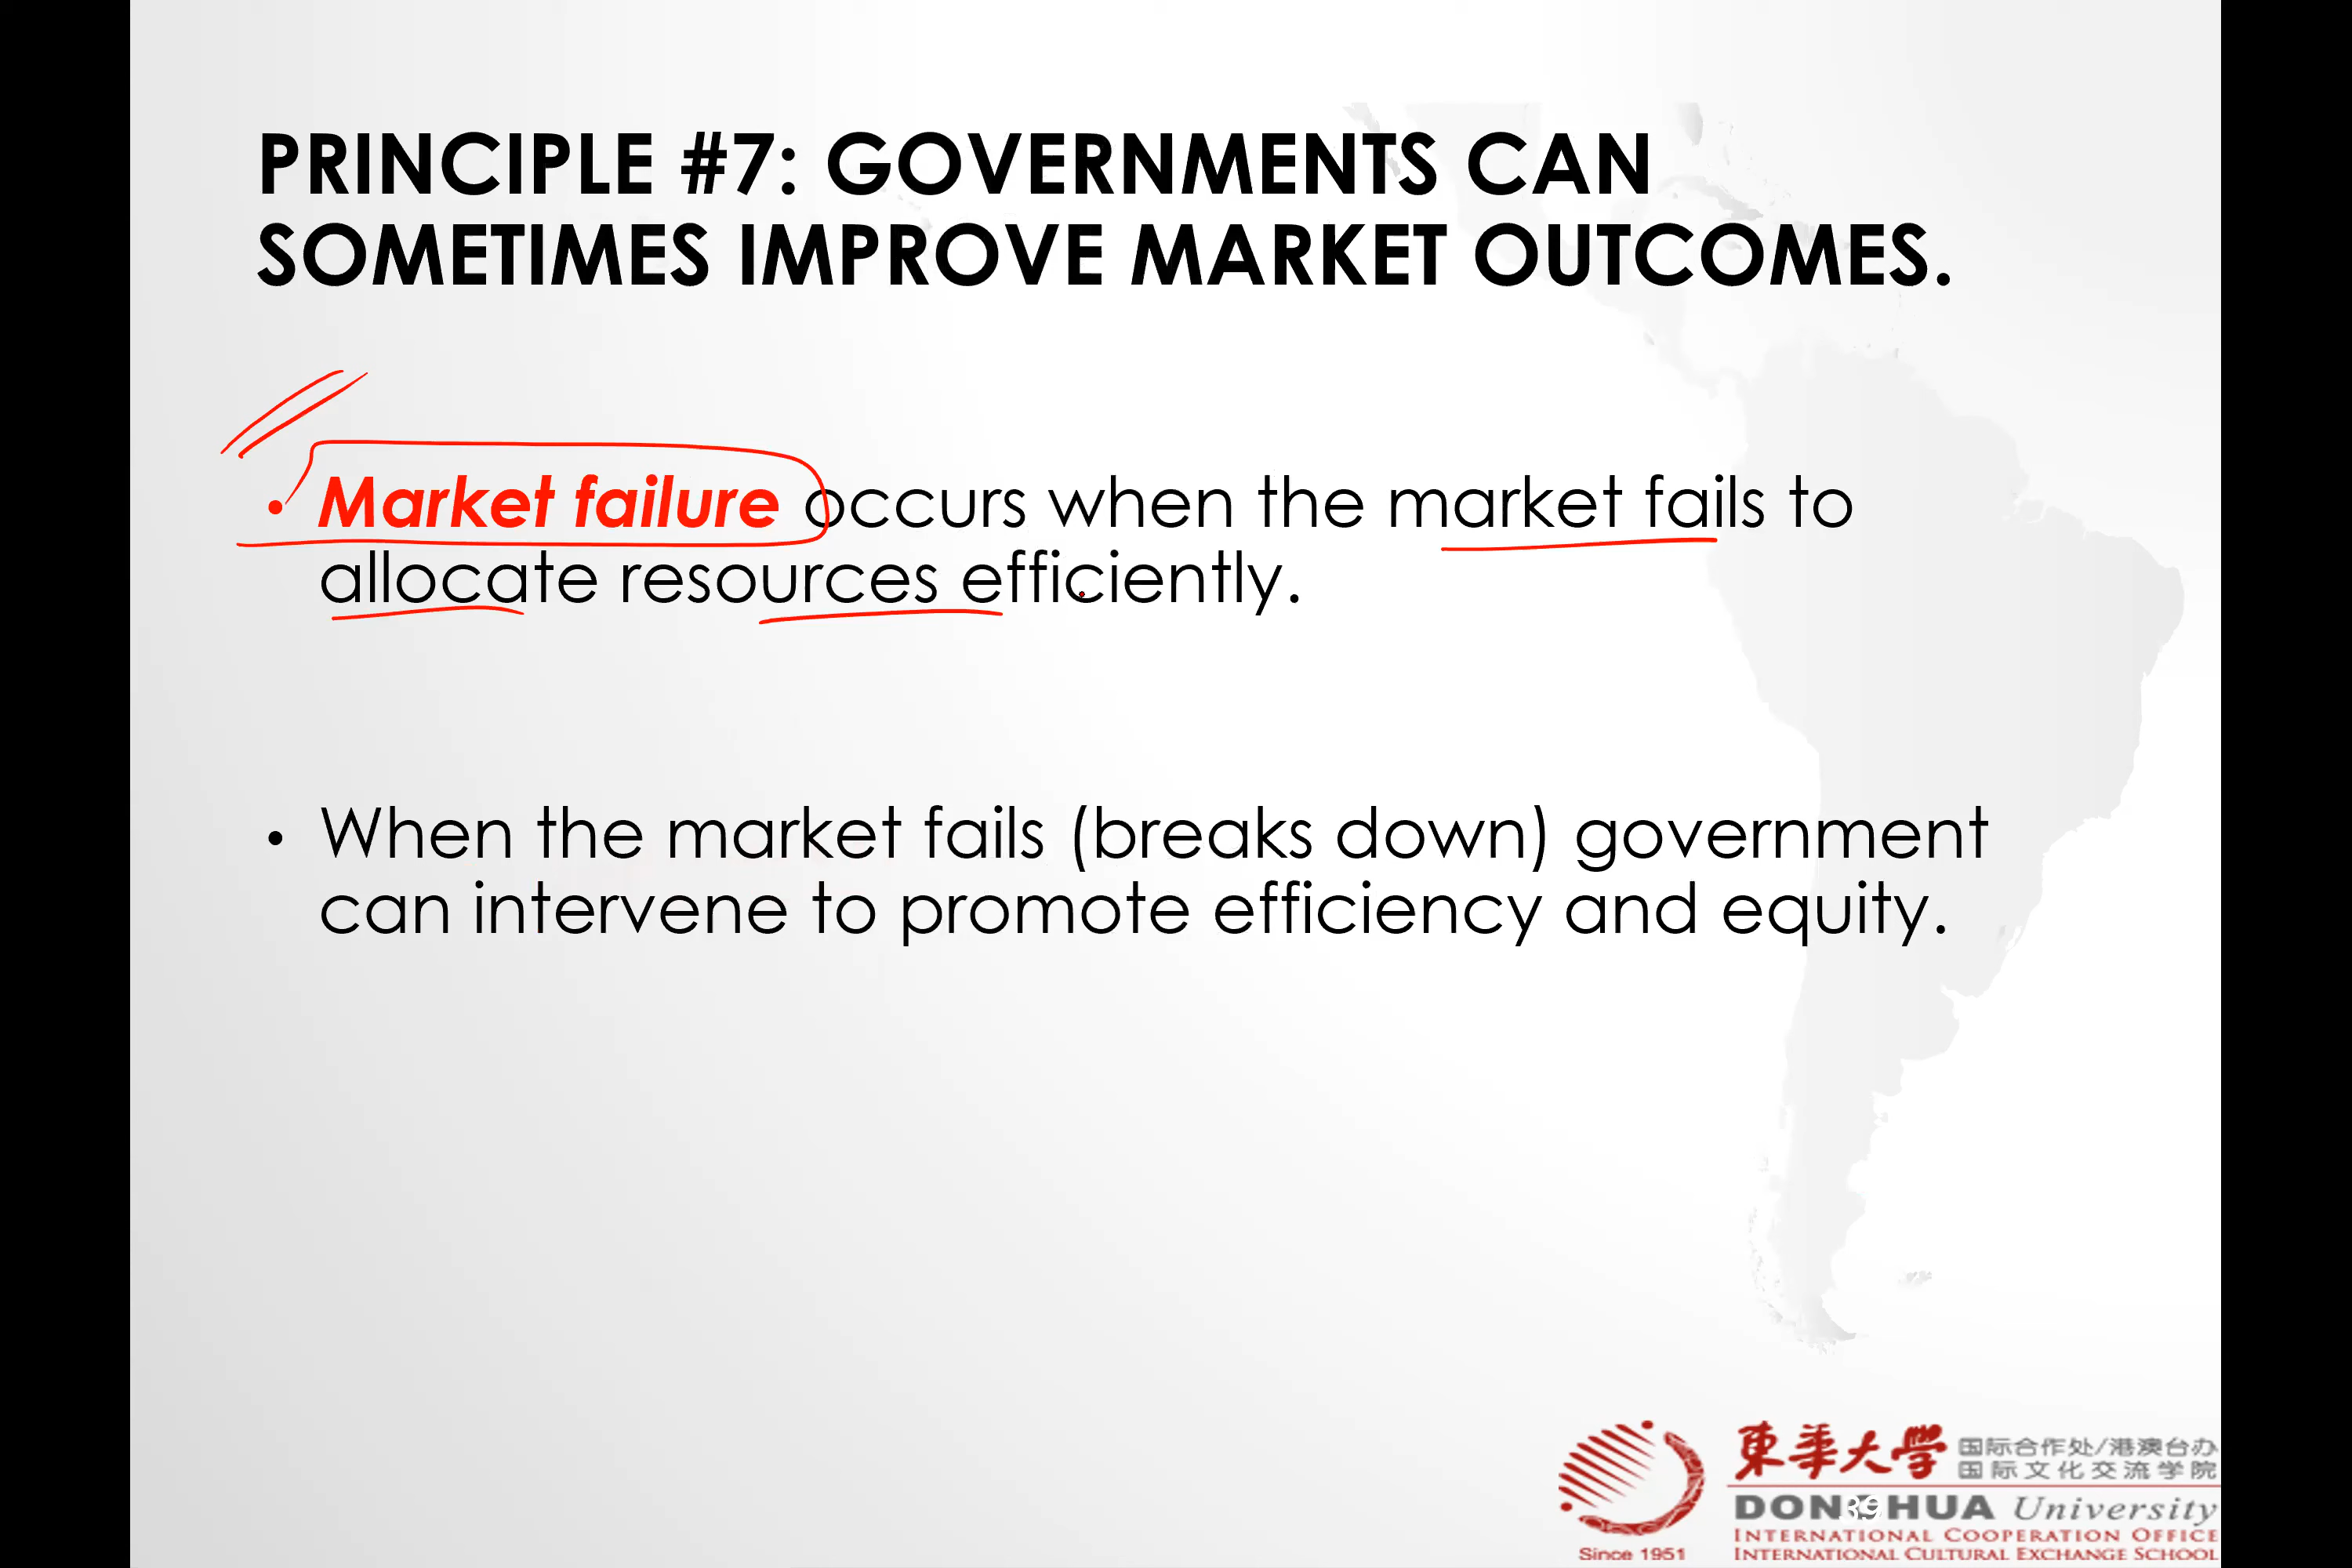 PRINCIPLE #7: GOVERNMENTS CAN
SOMETIMES IMPROVE MARKET OUTCOMES.
• Market failure occurs when the market fails to
allocate resources efficiently.
• When the market fails (breaks down) government
can intervene to promote efficiency and equity.
東華大學 国际合作处/港澳台办
国际文化交流学院
DONGHUA University
39
INTERNATIONAL COOPERATION OFFICE
Since 1951 INTERNATIONAL CULTURAL EXCHANGE SCHOOL